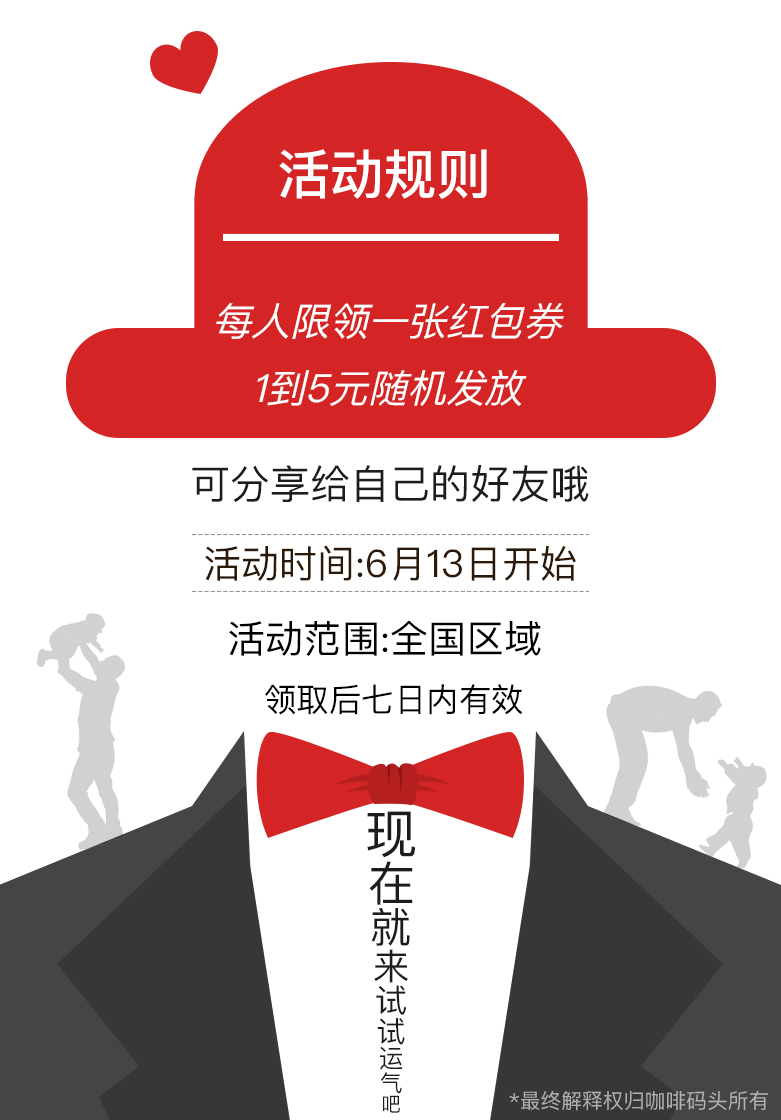 活动规则
每人限领一张红包券
1到5元随机发放
可分享给自己的好友哦
活动时间:6月13日开始
活动范围:全国区域
领取后七日内有效
现在就来试试运气吧
*最终解释权归咖啡码头所有